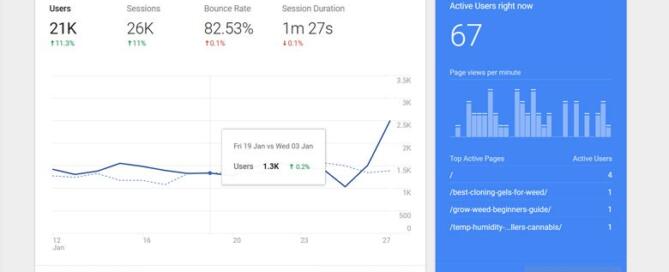 Users Sessions Bounce Rate Session Duration
21K 26K 82.53% 1m 27s
↑11.3% ↑11% ↑0.1% ↓0.1%
3.5K
3K
2.5K
2K
1.5K
1K
500
0
Fri 19 Jan vs Wed 03 Jan
Users 1.3K ↑ 0.2%
12 16 20 23 27
Jan
Active Users right now
67
Page views per minute
Top Active Pages Active Users
/ 4
/best-cloning-gels-for-weed/ 1
/grow-weed-beginners-guide/ 1
/temp-humidity-...llers-cannabis/ 1